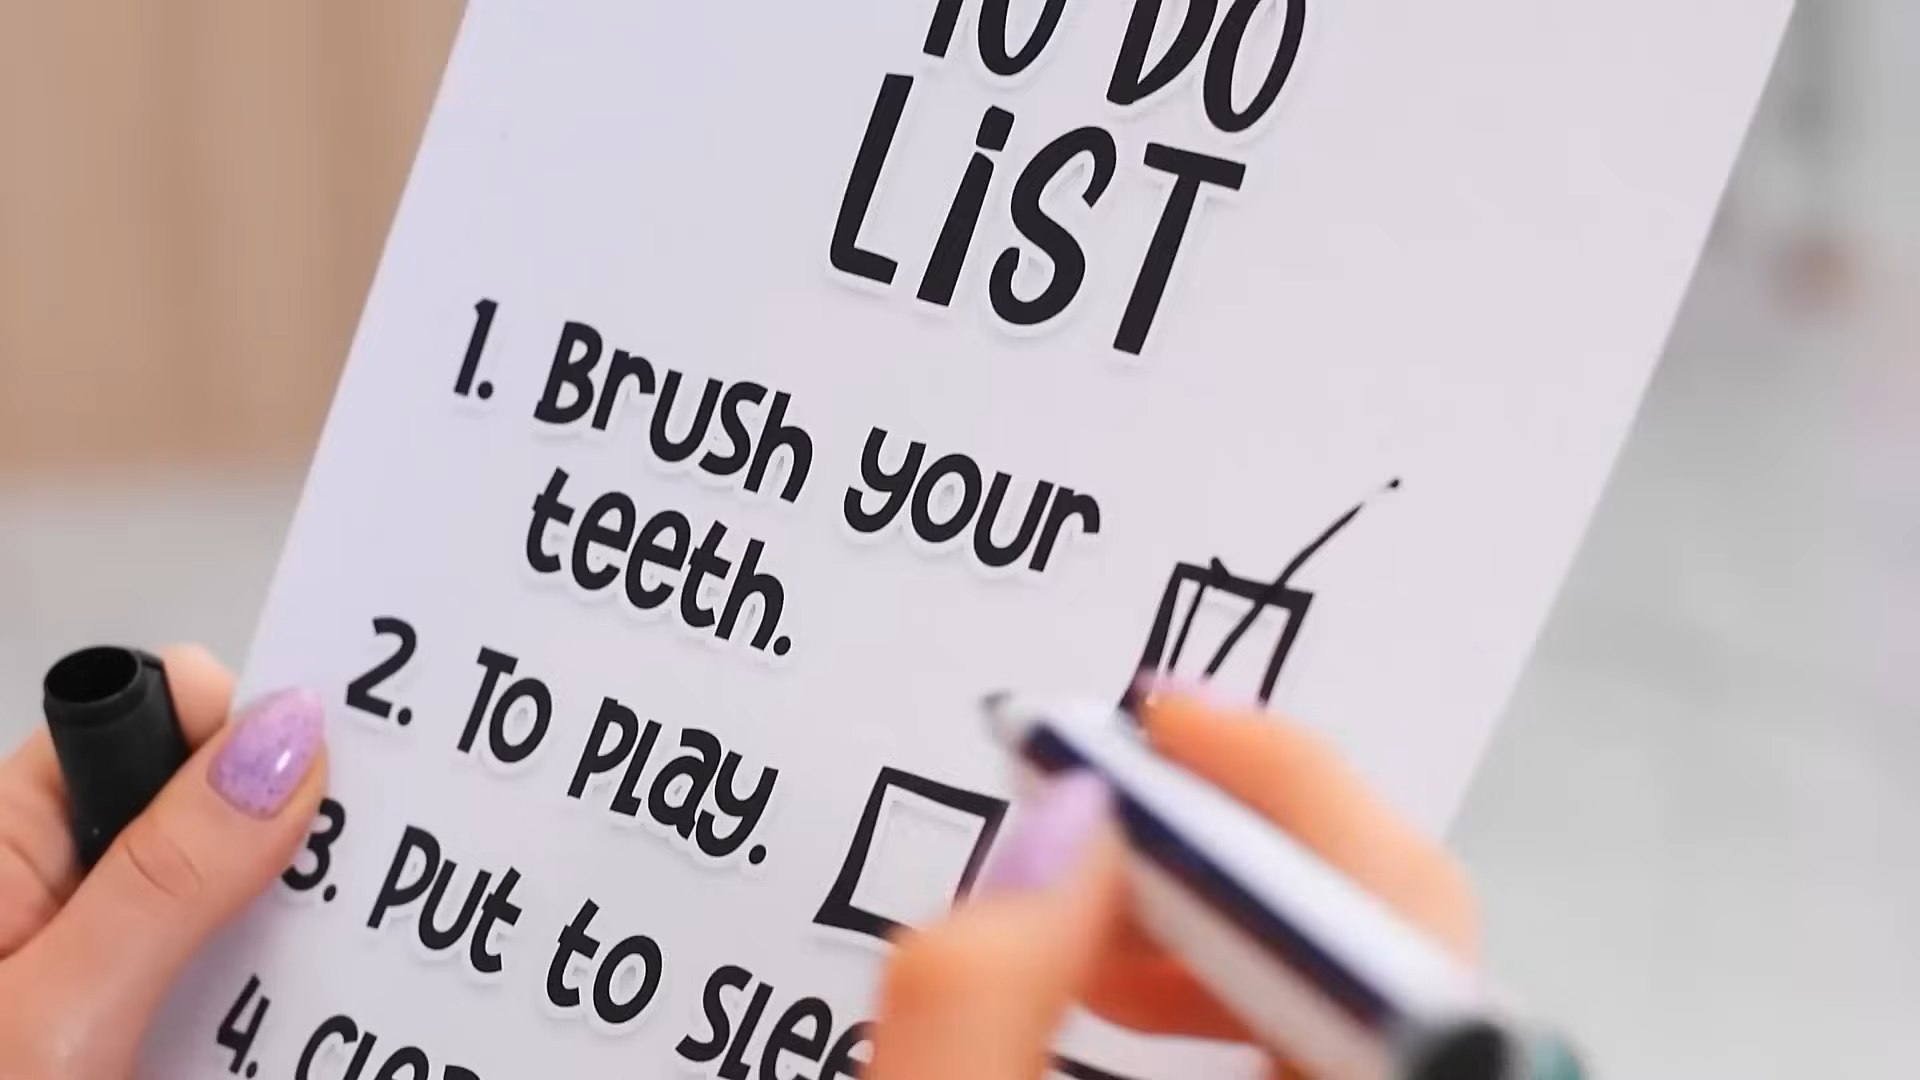 TO DO
LiST
1. Brush your
teeth.
2. To play.
3. Put to
4.